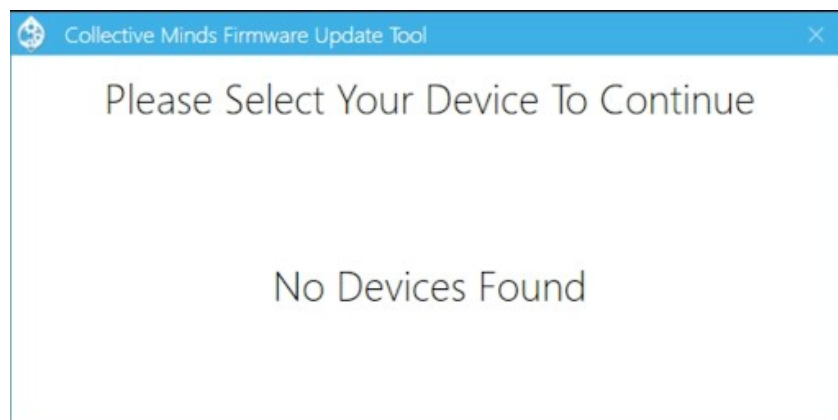 Collective Minds Firmware Update Tool
Please Select Your Device To Continue
No Devices Found